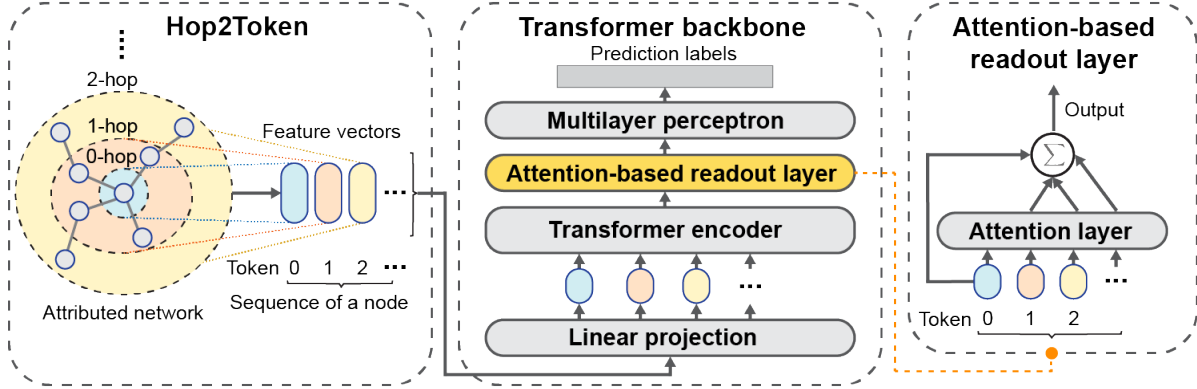 Hop2Token
2-hop
1-hop
0-hop
Feature vectors
Token 0 1 2 ...
Sequence of a node
Attributed network
Transformer backbone
Prediction labels
Multilayer perceptron
Attention-based readout layer
Transformer encoder
...
Linear projection
Attention-based
readout layer
Output
Σ
Attention layer
...
Token 0 1 2